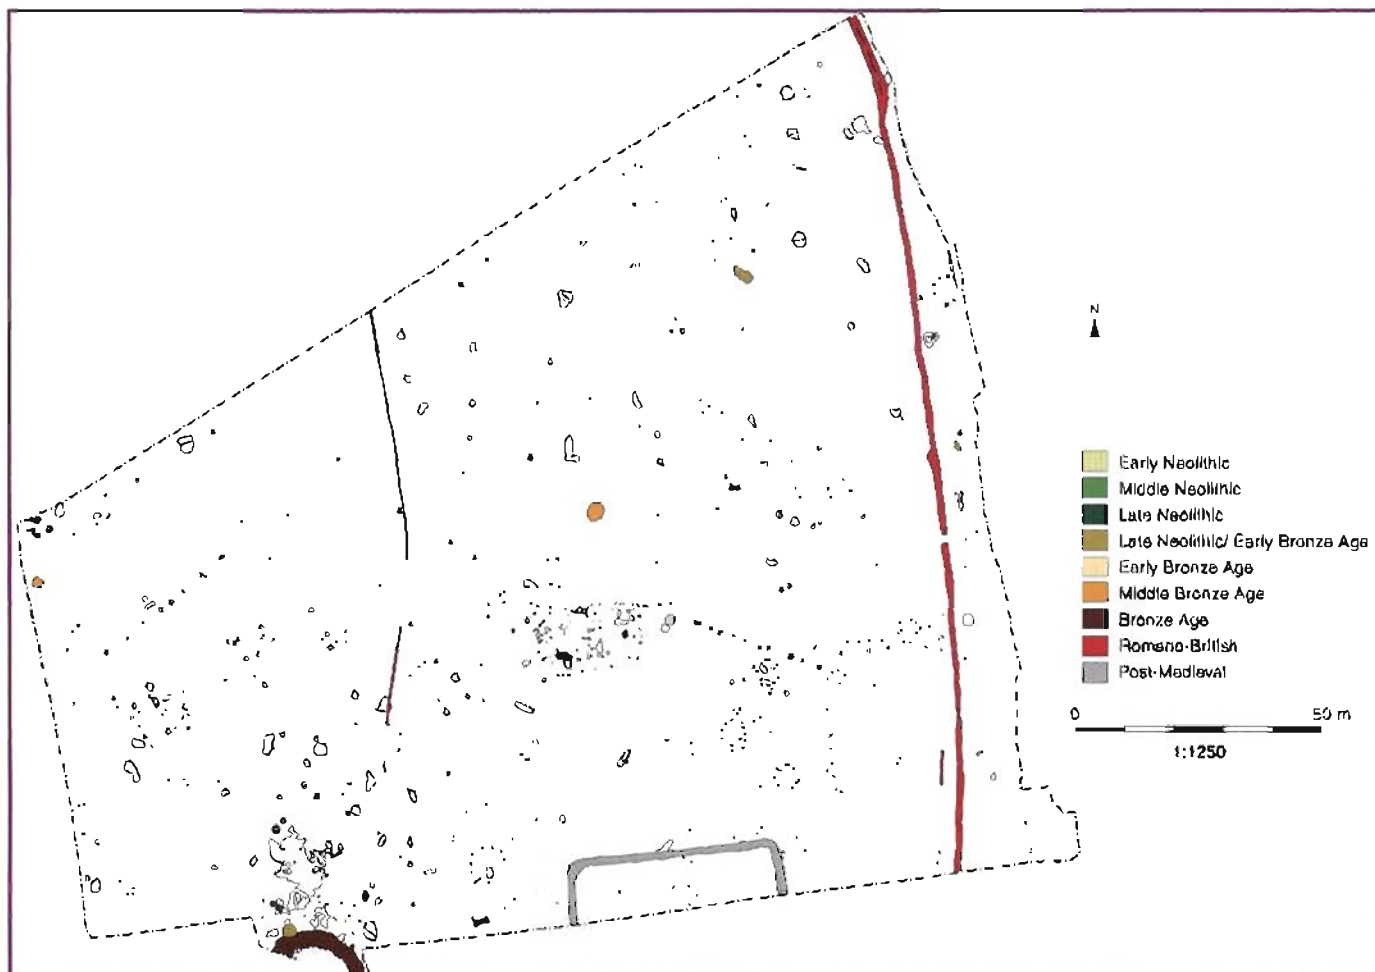 N
Early Neolithic
Middle Neolithic
Late Neolithic
Late Neolithic/ Early Bronze Age
Early Bronze Age
Middle Bronze Age
Bronze Age
Romano-British
Post-Medieval
0 50 m
1:1250